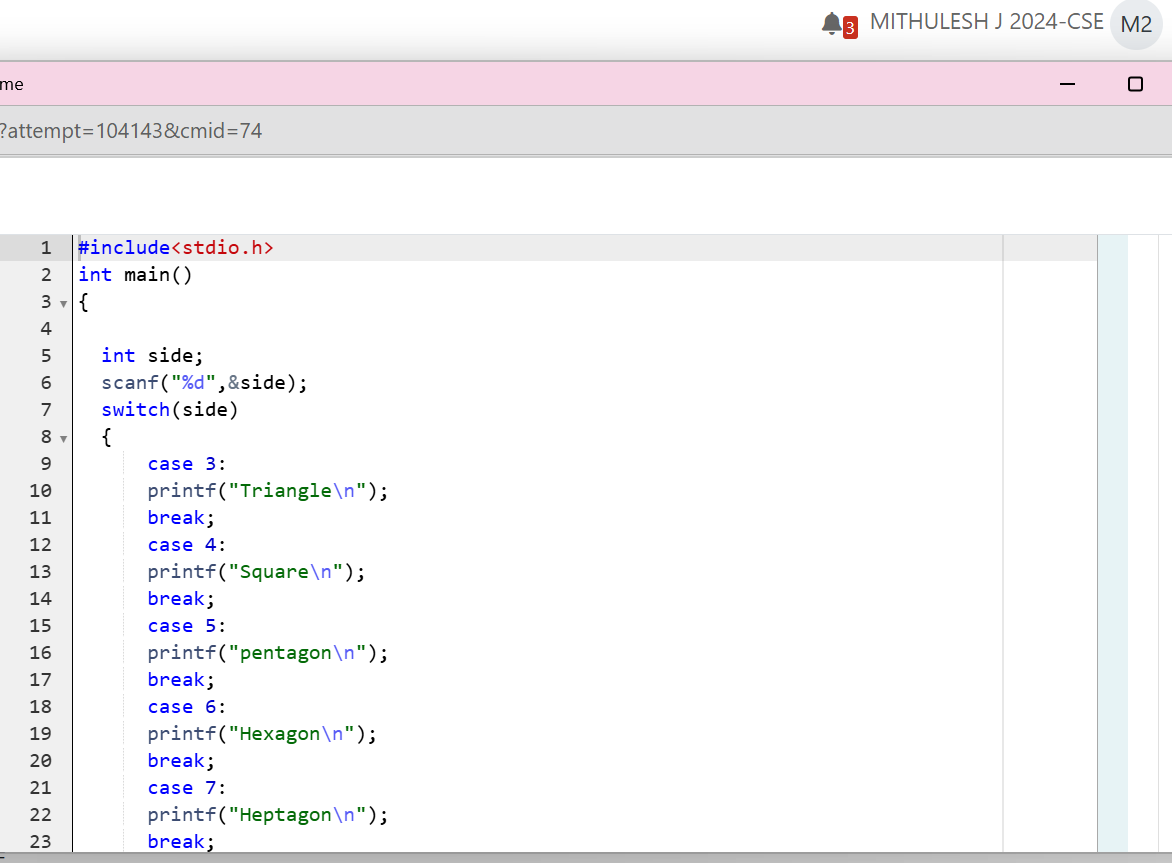 3
MITHULESH J 2024-CSE
M2
me
?attempt=104143&cmid=74
1 #include<stdio.h>
2 int main()
3 {
4
5 int side;
6 scanf("%d",&side);
7 switch(side)
8 {
9 case 3:
10 printf("Triangle\n");
11 break;
12 case 4:
13 printf("Square\n");
14 break;
15 case 5:
16 printf("pentagon\n");
17 break;
18 case 6:
19 printf("Hexagon\n");
20 break;
21 case 7:
22 printf("Heptagon\n");
23 break;